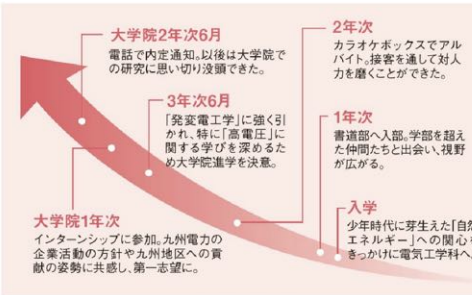 大学院2年次6月
電話で内定通知。以後は大学院で
の研究に思い切り没頭できた。
2年次
カラオケボックスでアル
バイト。接客を通して対人
力を磨くことができた。
3年次6月
「発変電工学」に強く引
かれ、特に「高電圧」に
関する学びを深めるた
め大学院進学を決意。
1年次
書道部へ入部。学部を超え
た仲間たちと出会い、視野
が広がる。
大学院1年次
インターンシップに参加。九州電力の
企業活動の方針や九州地区への貢
献の姿勢に共感し、第一志望に。
入学
少年時代に芽生えた「自然
エネルギー」への関心
きっかけに電気工学科へ